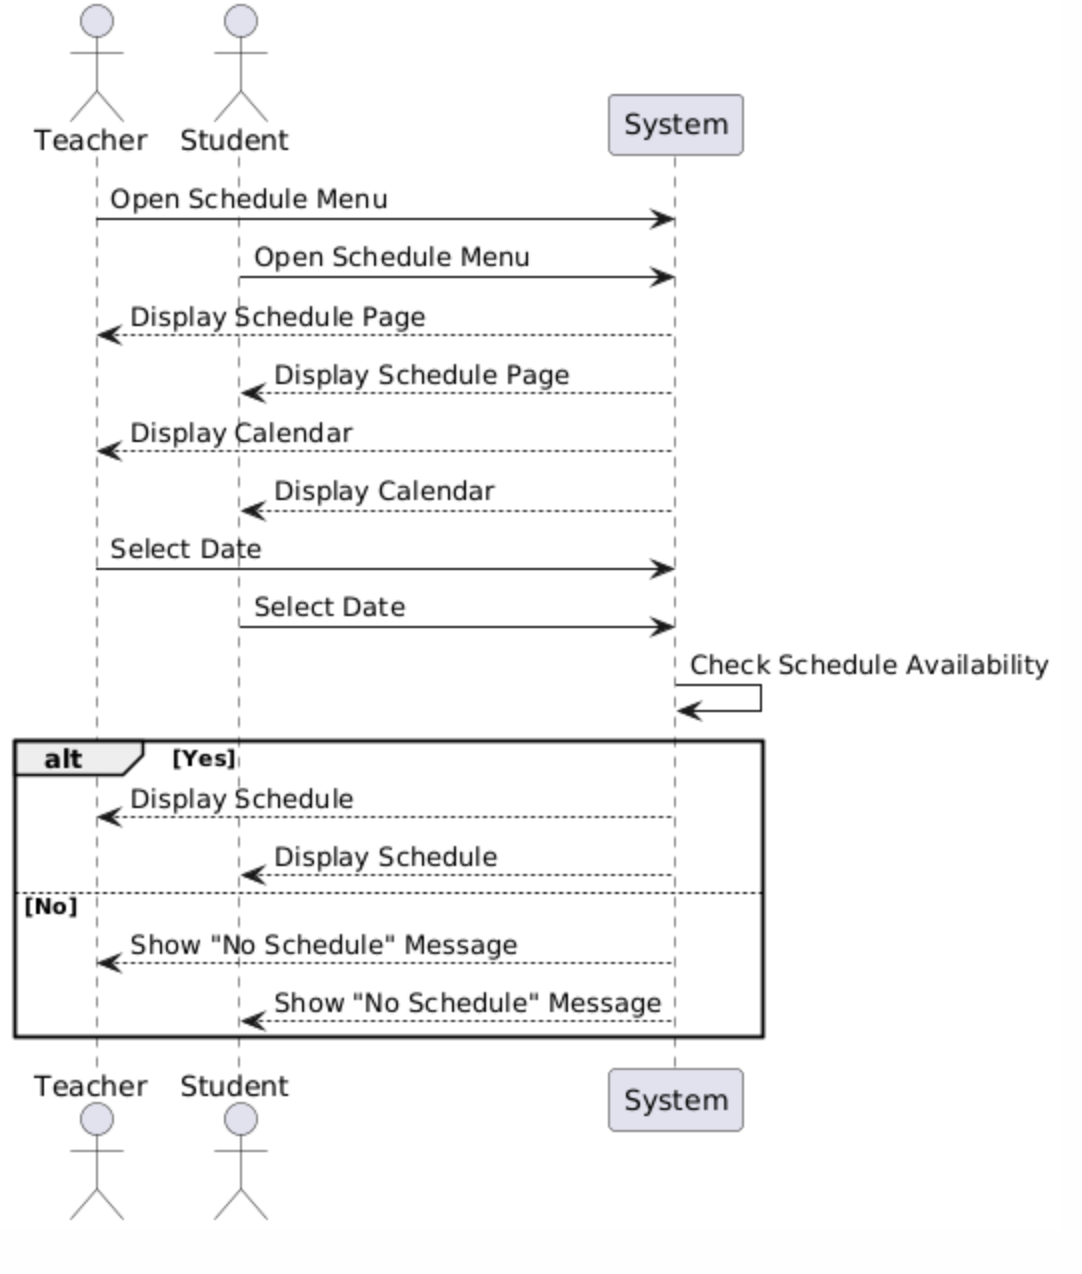 Teacher Student System
Open Schedule Menu
Open Schedule Menu
Display Schedule Page
Display Schedule Page
Display Calendar
Display Calendar
Select Date
Select Date
Check Schedule Availability
alt [Yes]
Display Schedule
Display Schedule
[No]
Show "No Schedule" Message
Show "No Schedule" Message
Teacher Student System